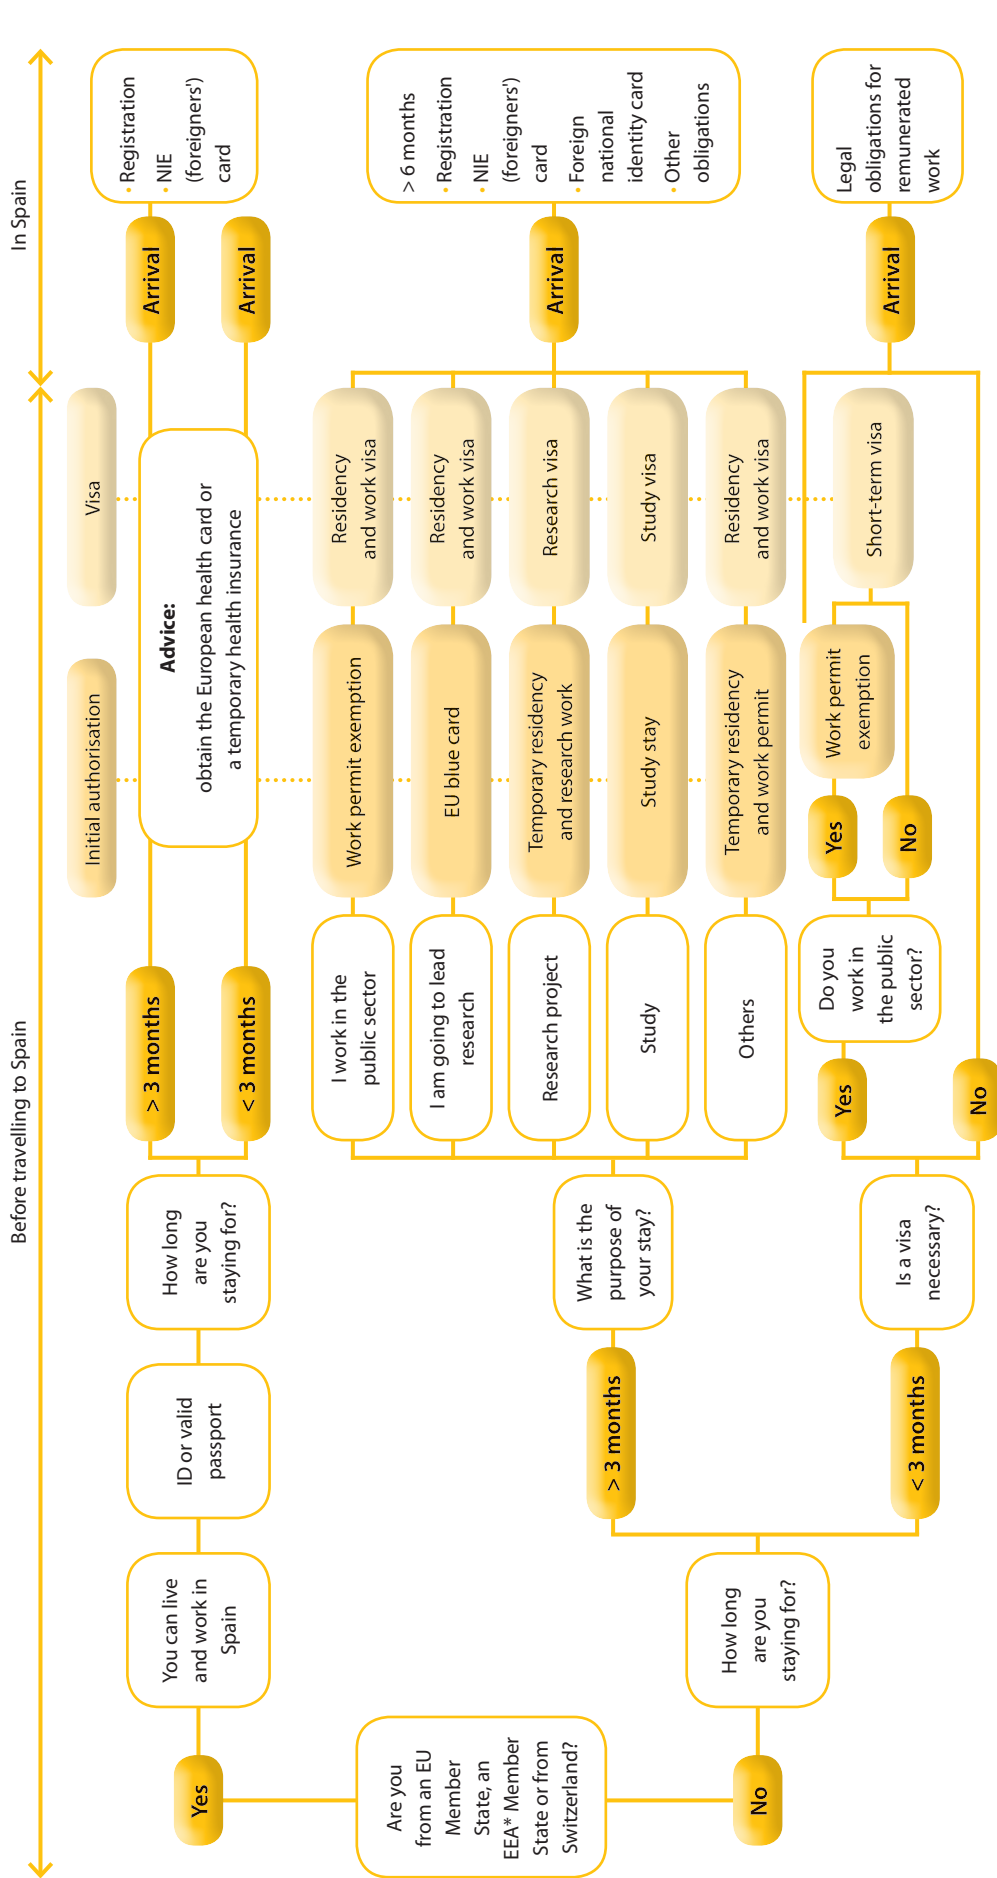 Before travelling to Spain
In Spain
Initial authorisation
Visa
Are you
from an EU
Member
State, an
EEA* Member
State or from
Switzerland?
Yes
You can live
and work in
Spain
ID or valid
passport
How long
are you
staying for?
> 3 months
< 3 months
Advice:
obtain the European health card or
a temporary health insurance
Arrival
Arrival
• Registration
• NIE
(foreigners')
card
No
How long
are you
staying for?
> 3 months
What is the
purpose of
your stay?
I work in the
public sector
Work permit exemption
Residency
and work visa
I am going to lead
research
EU blue card
Residency
and work visa
Research project
Temporary residency
and research work
Research visa
Study
Study stay
Study visa
Others
Temporary residency
and work permit
Residency
and work visa
Arrival
> 6 months
• Registration
• NIE
(foreigners')
card
• Foreign
national
identity card
• Other
obligations
< 3 months
Is a visa
necessary?
Yes
Do you
work in
the public
sector?
Yes
Work permit
exemption
No
Short-term visa
No
Arrival
Legal
obligations for
remunerated
work